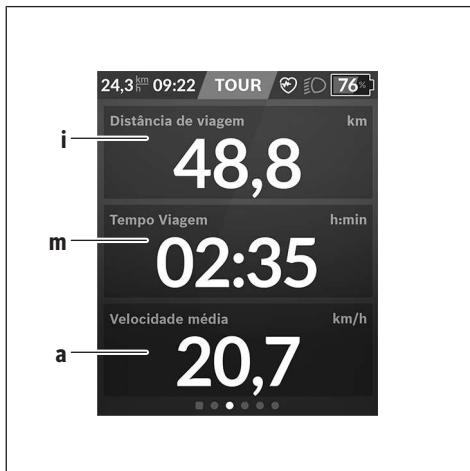 24,3 km/h 09:22 TOUR 76%
Distância de viagem km
i
48,8
Tempo Viagem h:min
m
02:35
Velocidade média km/h
a
20,7